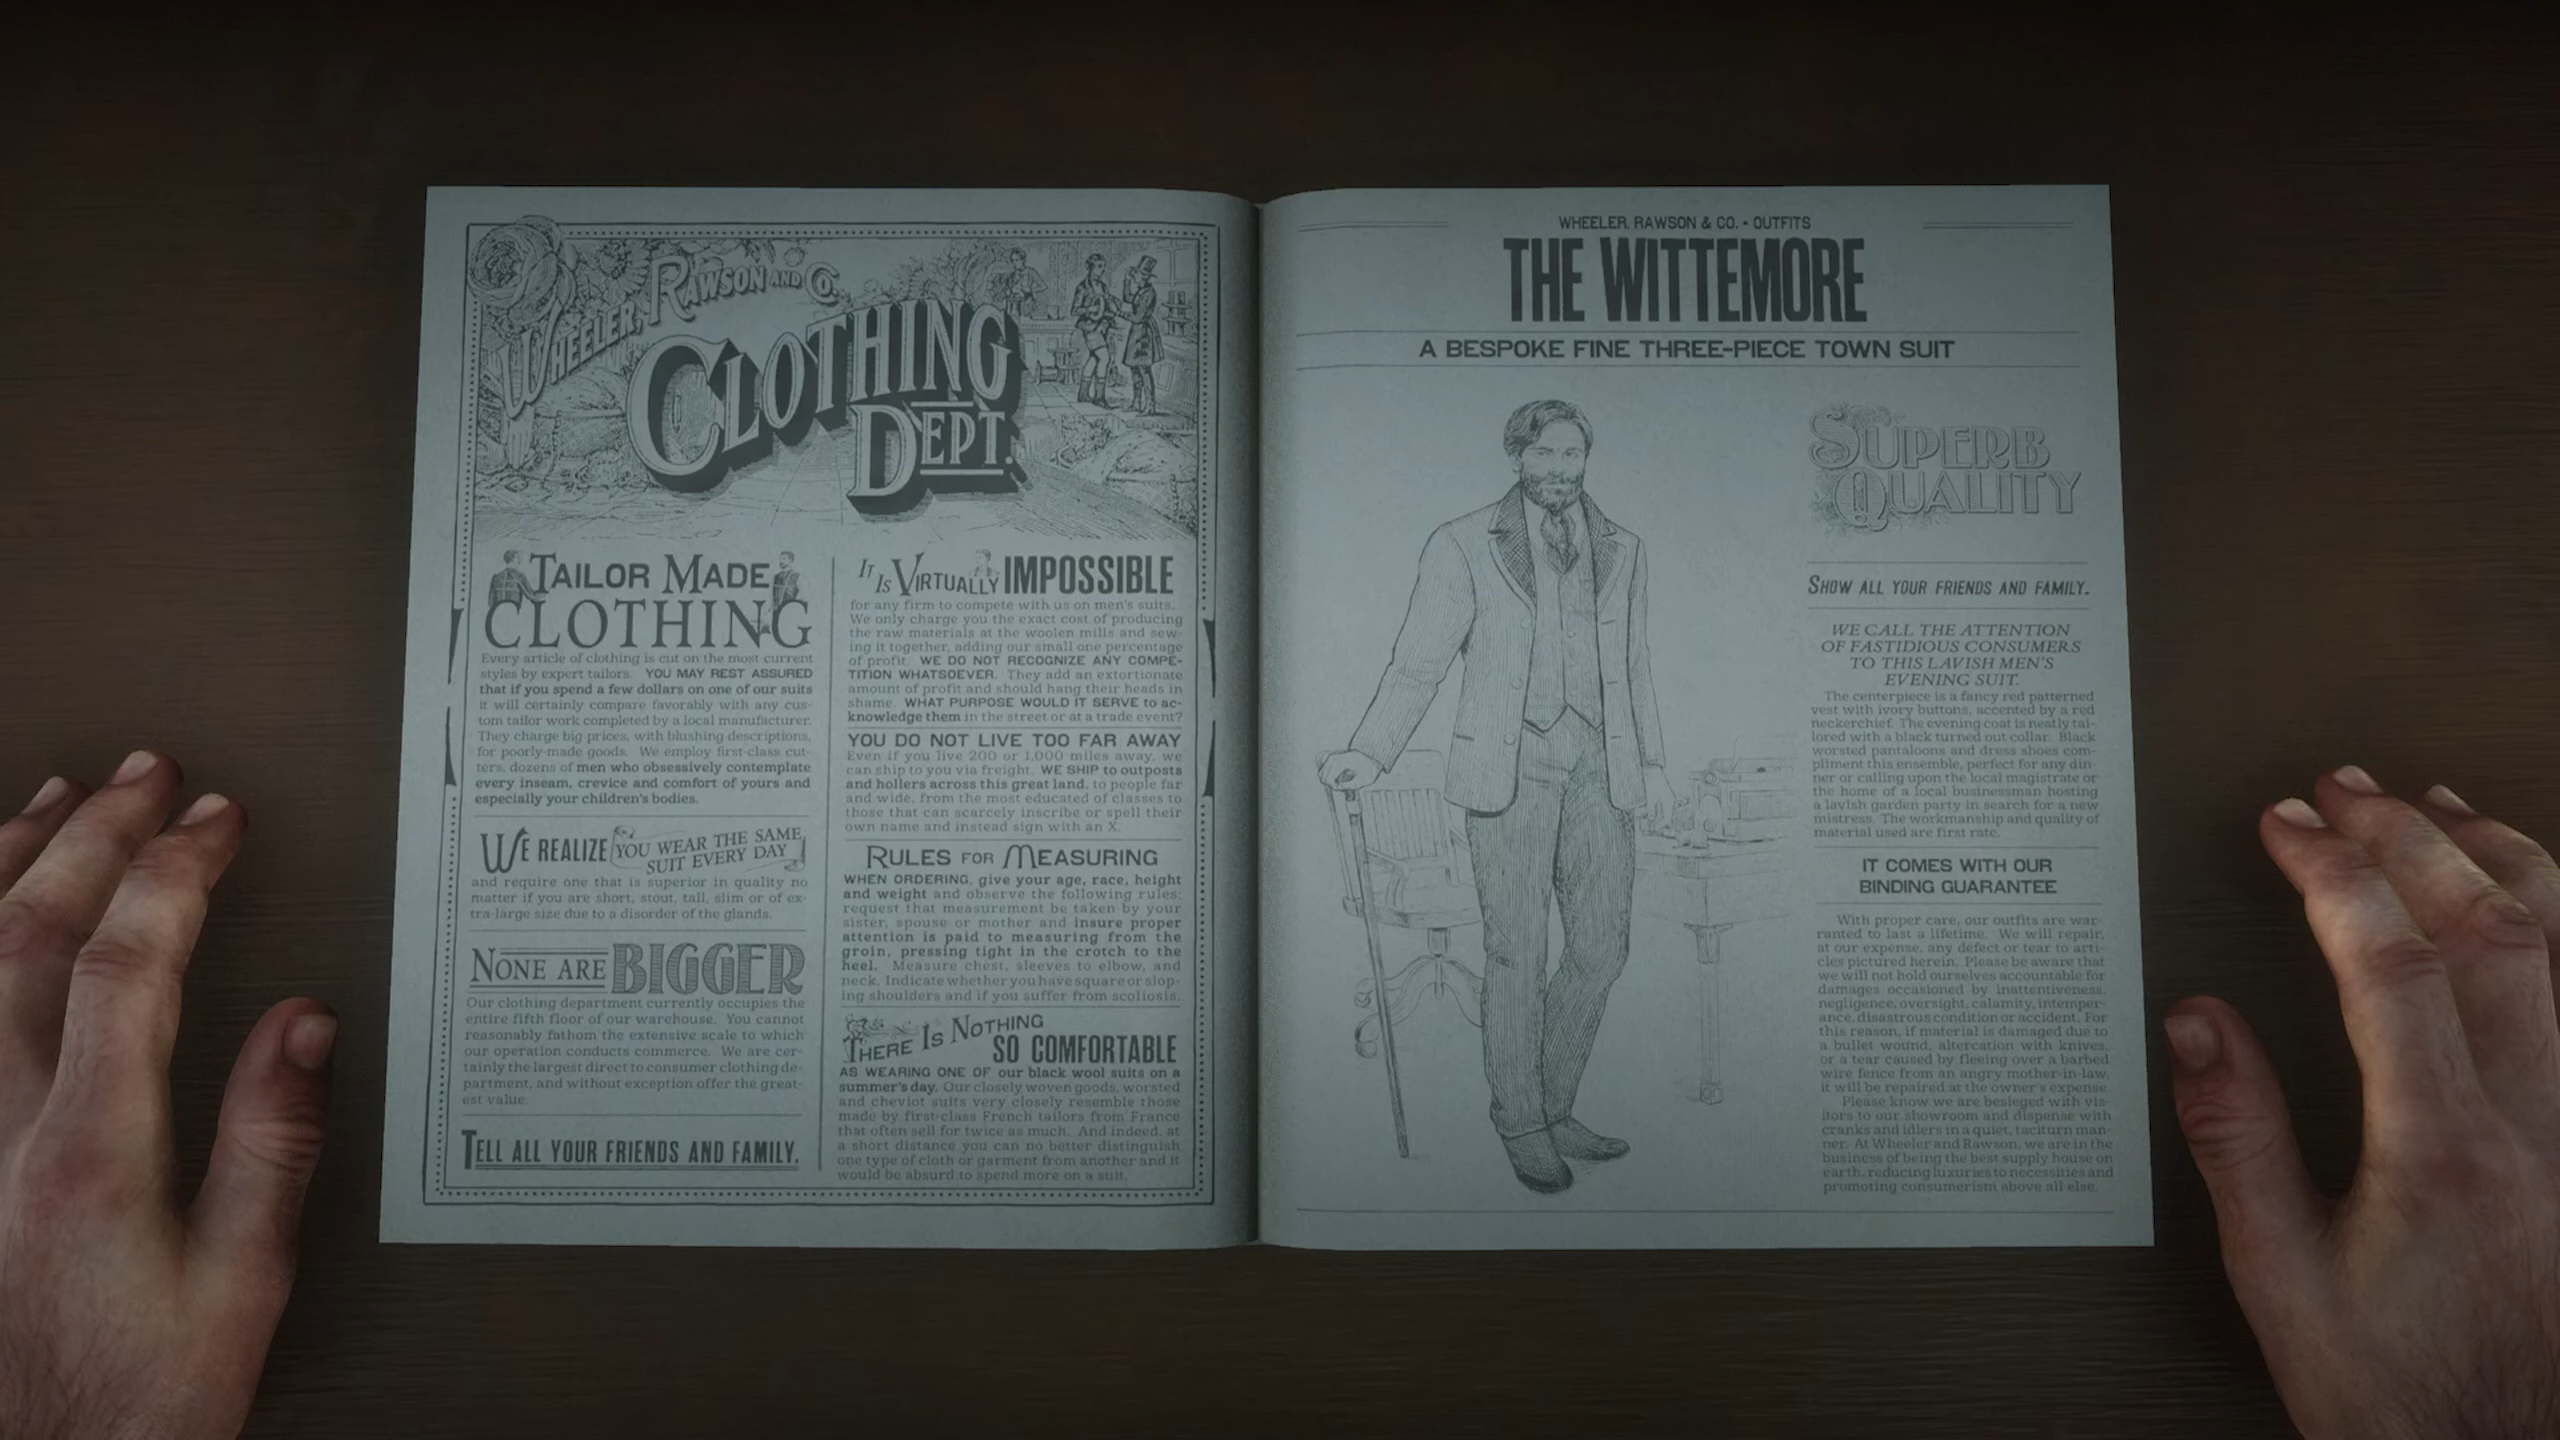 WHEELER, RAWSON AND CO.
CLOTHING
DEPT.
TAILOR MADE
CLOTHING
Every article of clothing is cut on the most current
styles by expert tailors. YOU MAY REST ASSURED
that if you spend a few dollars on one of our suits
it will certainly compare favorably with any cus-
tom tailor work completed by a local manufacturer.
They charge big prices, with blushing descriptions,
for poorly-made goods. We employ first-class cut-
ters, dozens of men who obsessively contemplate
every inseam, crevice and comfort of yours and
especially your children's bodies.
WE REALIZE YOU WEAR THE SAME
SUIT EVERY DAY
and require one that is superior in quality no
matter if you are short, stout, tall, slim or of ex-
tra-large size due to a disorder of the glands.
NONE ARE BIGGER
Our clothing department currently occupies the
entire fifth floor of our warehouse. You cannot
reasonably fathom the extensive scale to which
our operation conducts commerce. We are cer-
tainly the largest direct to consumer clothing de-
partment, and without exception offer the great-
est value.
TELL ALL YOUR FRIENDS AND FAMILY.
IT IS VIRTUALLY IMPOSSIBLE
for any firm to compete with us on men's suits.
We only charge you the exact cost of producing
the raw materials at the woolen mills and sew-
ing it together, adding our small one percentage
of profit. WE DO NOT RECOGNIZE ANY COMPE-
TITION WHATSOEVER. They add an extortionate
amount of profit and should hang their heads in
shame. WHAT PURPOSE WOULD IT SERVE to ac-
knowledge them in the street or at a trade event?
YOU DO NOT LIVE TOO FAR AWAY
Even if you live 200 or 1,000 miles away, we
can ship to you via freight. WE SHIP to outposts
and hollers across this great land, to people far
and wide, from the most educated of classes to
those that can scarcely inscribe or spell their
own name and instead sign with an X.
RULES FOR MEASURING
WHEN ORDERING, give your age, race, height
and weight and observe the following rules:
request that measurement be taken by your
sister, spouse or mother and insure proper
attention is paid to measuring from the
groin, pressing tight in the crotch to the
heel. Measure chest, sleeves to elbow, and
neck. Indicate whether you have square or slop-
ing shoulders and if you suffer from scoliosis.
THERE IS NOTHING
SO COMFORTABLE
AS WEARING ONE OF our black wool suits on a
summer's day. Our closely woven goods, worsted
and cheviot suits very closely resemble those
made by first-class French tailors from France
that often sell for twice as much. And indeed, at
a short distance you can no better distinguish
one type of cloth or garment from another and it
would be absurd to spend more on a suit.
WHEELER, RAWSON & CO. • OUTFITS
THE WITTEMORE
A BESPOKE FINE THREE-PIECE TOWN SUIT
SUPERB
QUALITY
SHOW ALL YOUR FRIENDS AND FAMILY.
WE CALL THE ATTENTION
OF FASTIDIOUS CONSUMERS
TO THIS LAVISH MEN'S
EVENING SUIT.
The centerpiece is a fancy red patterned
vest with ivory buttons, accented by a red
neckerchief. The evening coat is neatly tai-
lored with a black turned out collar. Black
worsted pantaloons and dress shoes com-
pliment this ensemble, perfect for any din-
ner or calling upon the local magistrate or
the home of a local businessman hosting
a lavish garden party in search for a new
mistress. The workmanship and quality of
material used are first rate.
IT COMES WITH OUR
BINDING GUARANTEE
With proper care, our outfits are war-
ranted to last a lifetime. We will repair,
at our expense, any defect or tear to arti-
cles pictured herein. Please be aware that
we will not hold ourselves accountable for
damages occasioned by inattentiveness,
negligence, oversight, calamity, intemper-
ance, disastrous condition or accident. For
this reason, if material is damaged due to
a bullet wound, altercation with knives,
or a tear caused by fleeing over a barbed
wire fence from an angry mother-in-law,
it will be repaired at the owner's expense.
Please know we are besieged with vis-
itors to our showroom and dispense with
cranks and idlers in a quiet, taciturn man-
ner. At Wheeler and Rawson, we are in the
business of being the best supply house on
earth, reducing luxuries to necessities and
promoting consumerism above all else.